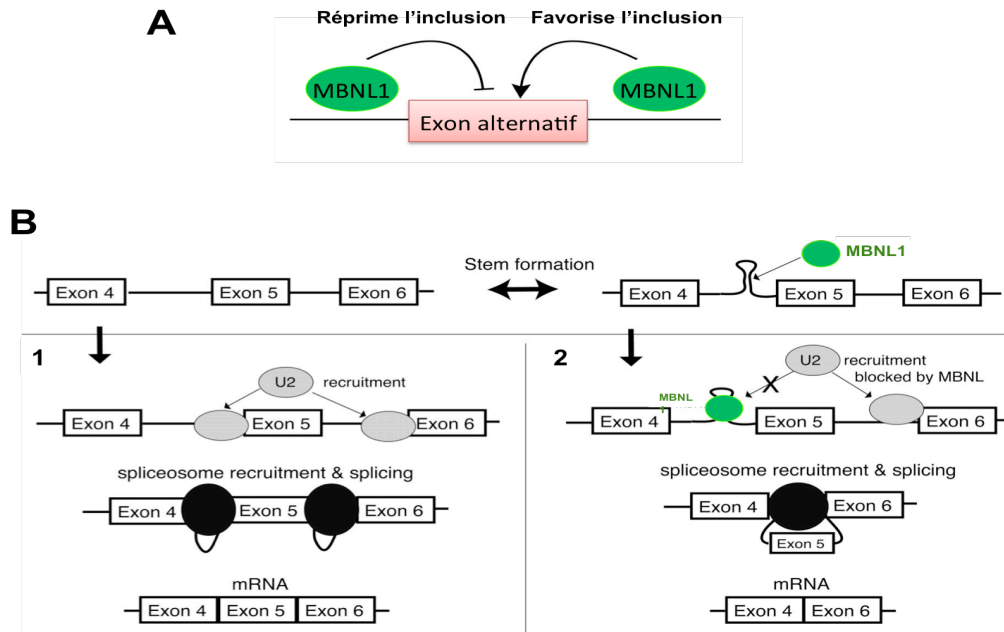 A
Réprime l'inclusion
Favorise l'inclusion
MBNL1
MBNL1
Exon alternatif
B
Exon 4
Exon 5
Exon 6
Stem formation
MBNL1
Exon 4
Exon 5
Exon 6
1
U2
recruitment
Exon 4
Exon 5
Exon 6
spliceosome recruitment & splicing
Exon 4
Exon 5
Exon 6
mRNA
Exon 4
Exon 5
Exon 6
2
U2
recruitment
blocked by MBNL
X
MBNL
1
Exon 4
Exon 5
Exon 6
spliceosome recruitment & splicing
Exon 4
Exon 6
Exon 5
mRNA
Exon 4
Exon 6